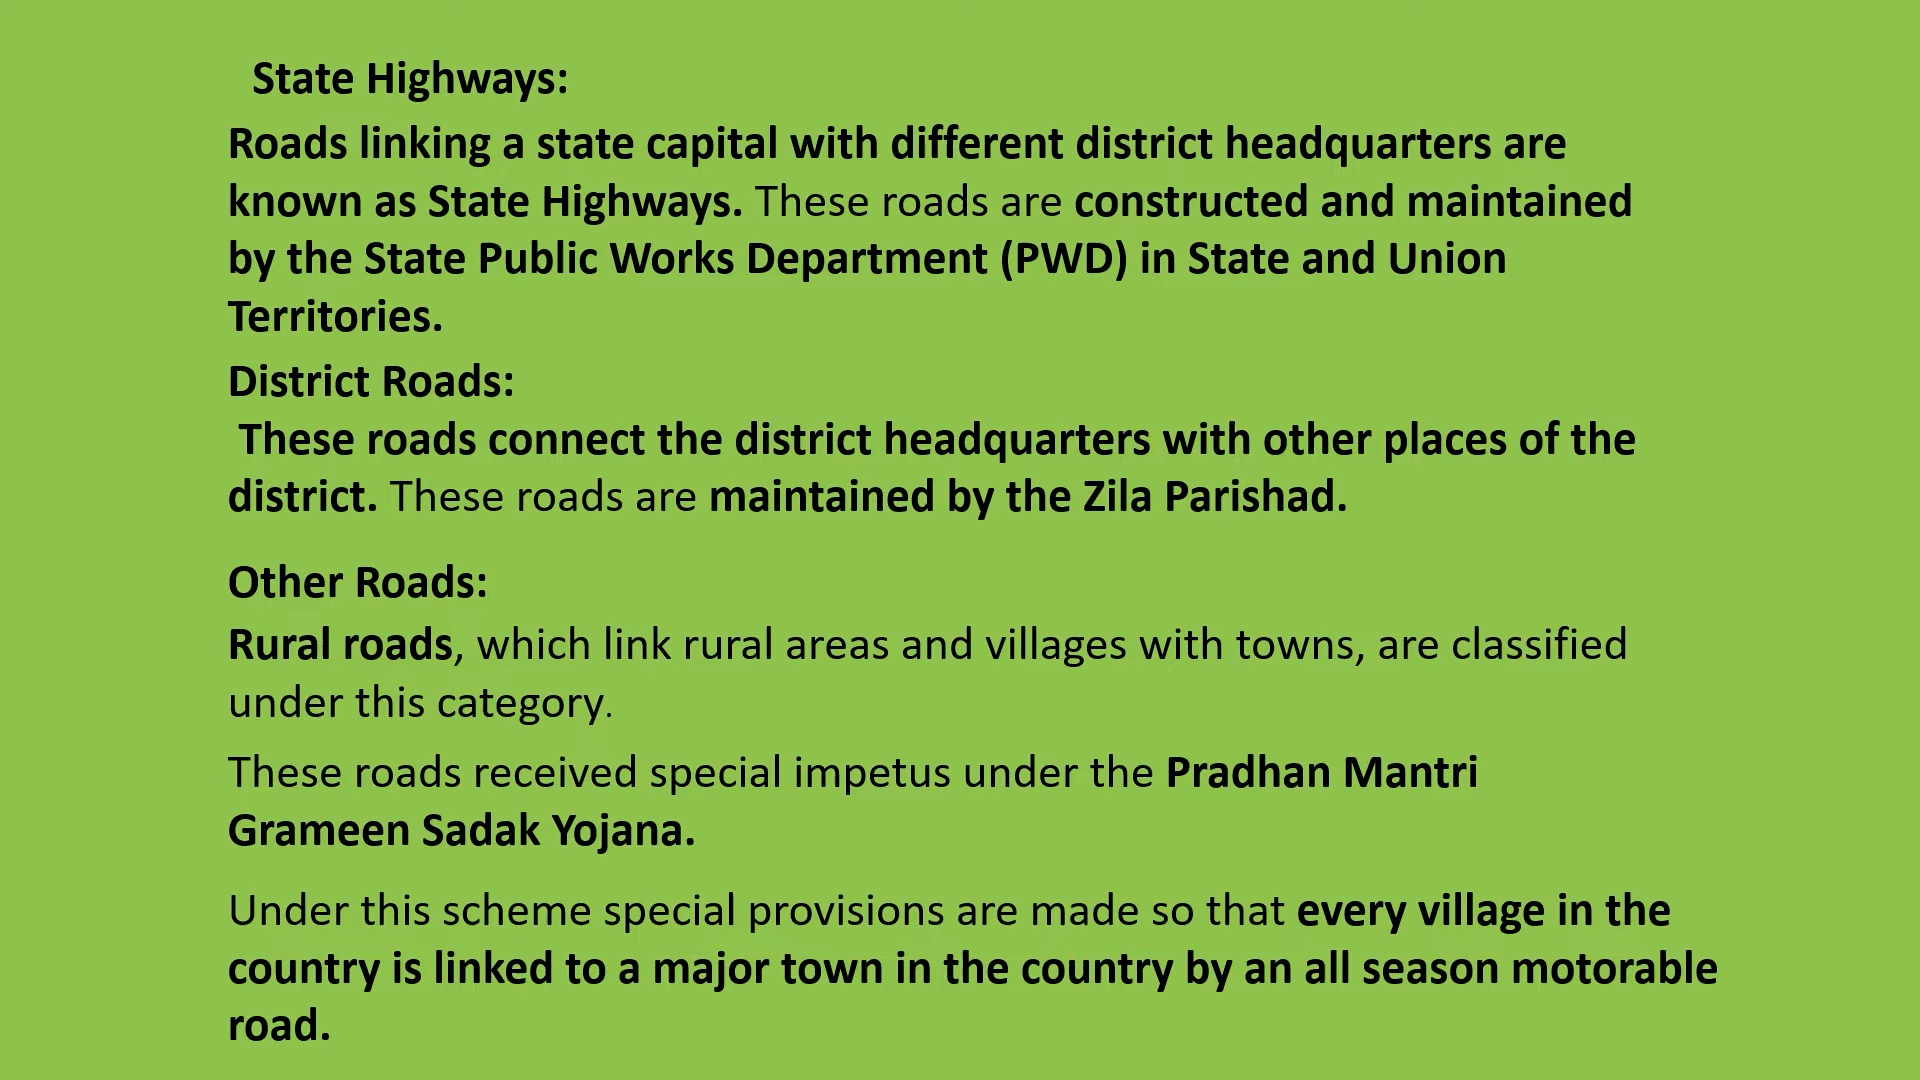 State Highways:
Roads linking a state capital with different district headquarters are
known as State Highways. These roads are constructed and maintained
by the State Public Works Department (PWD) in State and Union
Territories.
District Roads:
These roads connect the district headquarters with other places of the
district. These roads are maintained by the Zila Parishad.
Other Roads:
Rural roads, which link rural areas and villages with towns, are classified
under this category.
These roads received special impetus under the Pradhan Mantri
Grameen Sadak Yojana.
Under this scheme special provisions are made so that every village in the
country is linked to a major town in the country by an all season motorable
road.